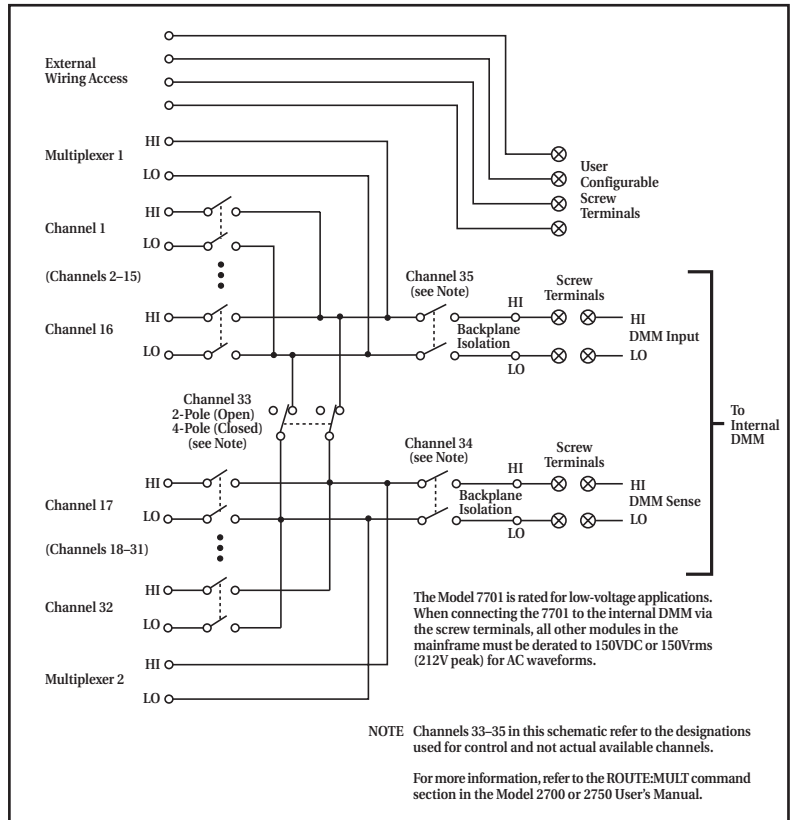 External
Wiring Access
Multiplexer 1
HI
LO
User
Configurable
Screw
Terminals
Channel 1
HI
LO
(Channels 2–15)
Channel 16
HI
LO
Channel 35
(see Note)
Backplane
Isolation
HI
LO
Screw
Terminals
HI
DMM Input
LO
Channel 33
2-Pole (Open)
4-Pole (Closed)
(see Note)
To
Internal
DMM
Channel 17
HI
LO
(Channels 18–31)
Channel 34
(see Note)
Backplane
Isolation
HI
LO
Screw
Terminals
HI
DMM Sense
LO
Channel 32
HI
LO
Multiplexer 2
HI
LO
The Model 7701 is rated for low-voltage applications.
When connecting the 7701 to the internal DMM via
the screw terminals, all other modules in the
mainframe must be derated to 150VDC or 150Vrms
(212V peak) for AC waveforms.
NOTE Channels 33–35 in this schematic refer to the designations
used for control and not actual available channels.
For more information, refer to the ROUTE:MULT command
section in the Model 2700 or 2750 User's Manual.